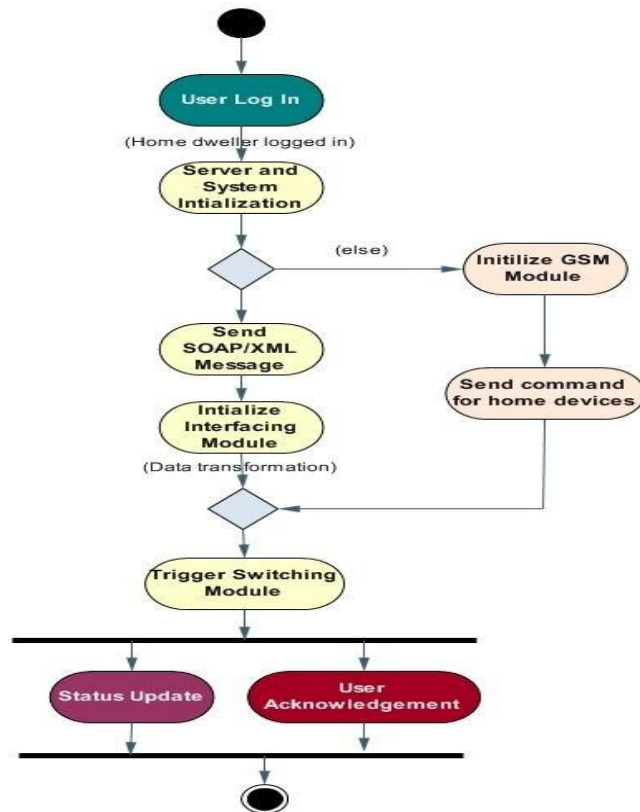 User Log In
(Home dweller logged in)
Server and
System
Intialization
(else)
Initilize GSM
Module
Send
SOAP/XML
Message
Send command
for home devices
Intialize
Interfacing
Module
(Data transformation)
Trigger Switching
Module
Status Update
User
Acknowledgement